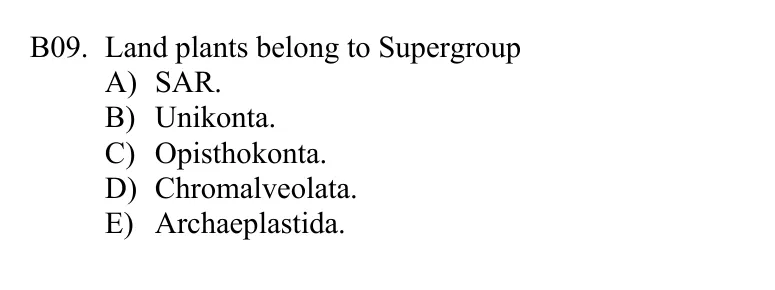 B09. Land plants belong to Supergroup
A) SAR.
B) Unikonta.
C) Opisthokonta.
D) Chromalveolata.
E) Archaeplastida.